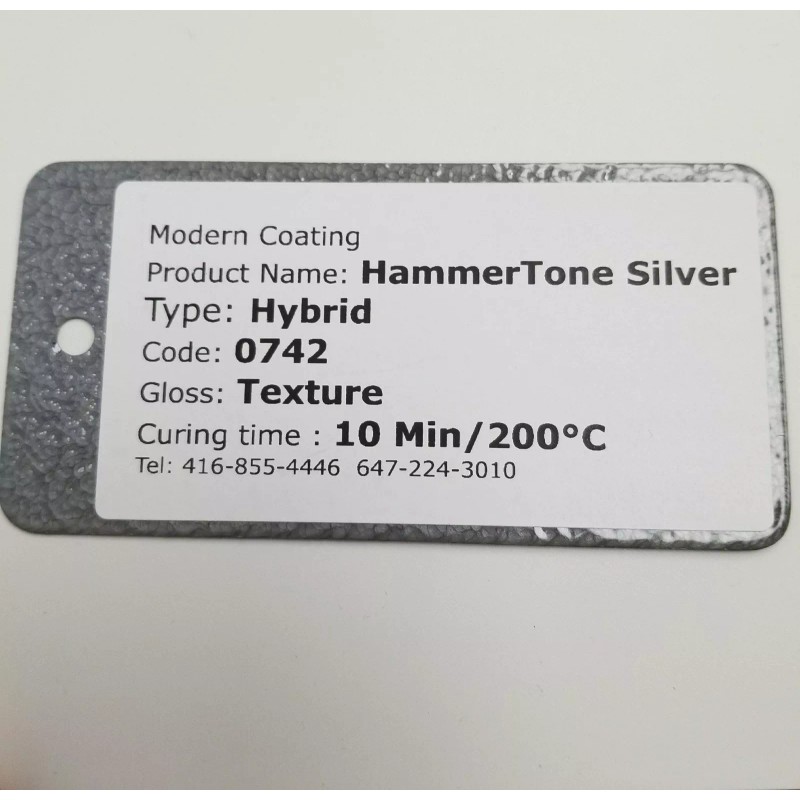 Modern Coating
Product Name: HammerTone Silver
Type: Hybrid
Code: 0742
Gloss: Texture
Curing time : 10 Min/200°C
Tel: 416-855-4446 647-224-3010